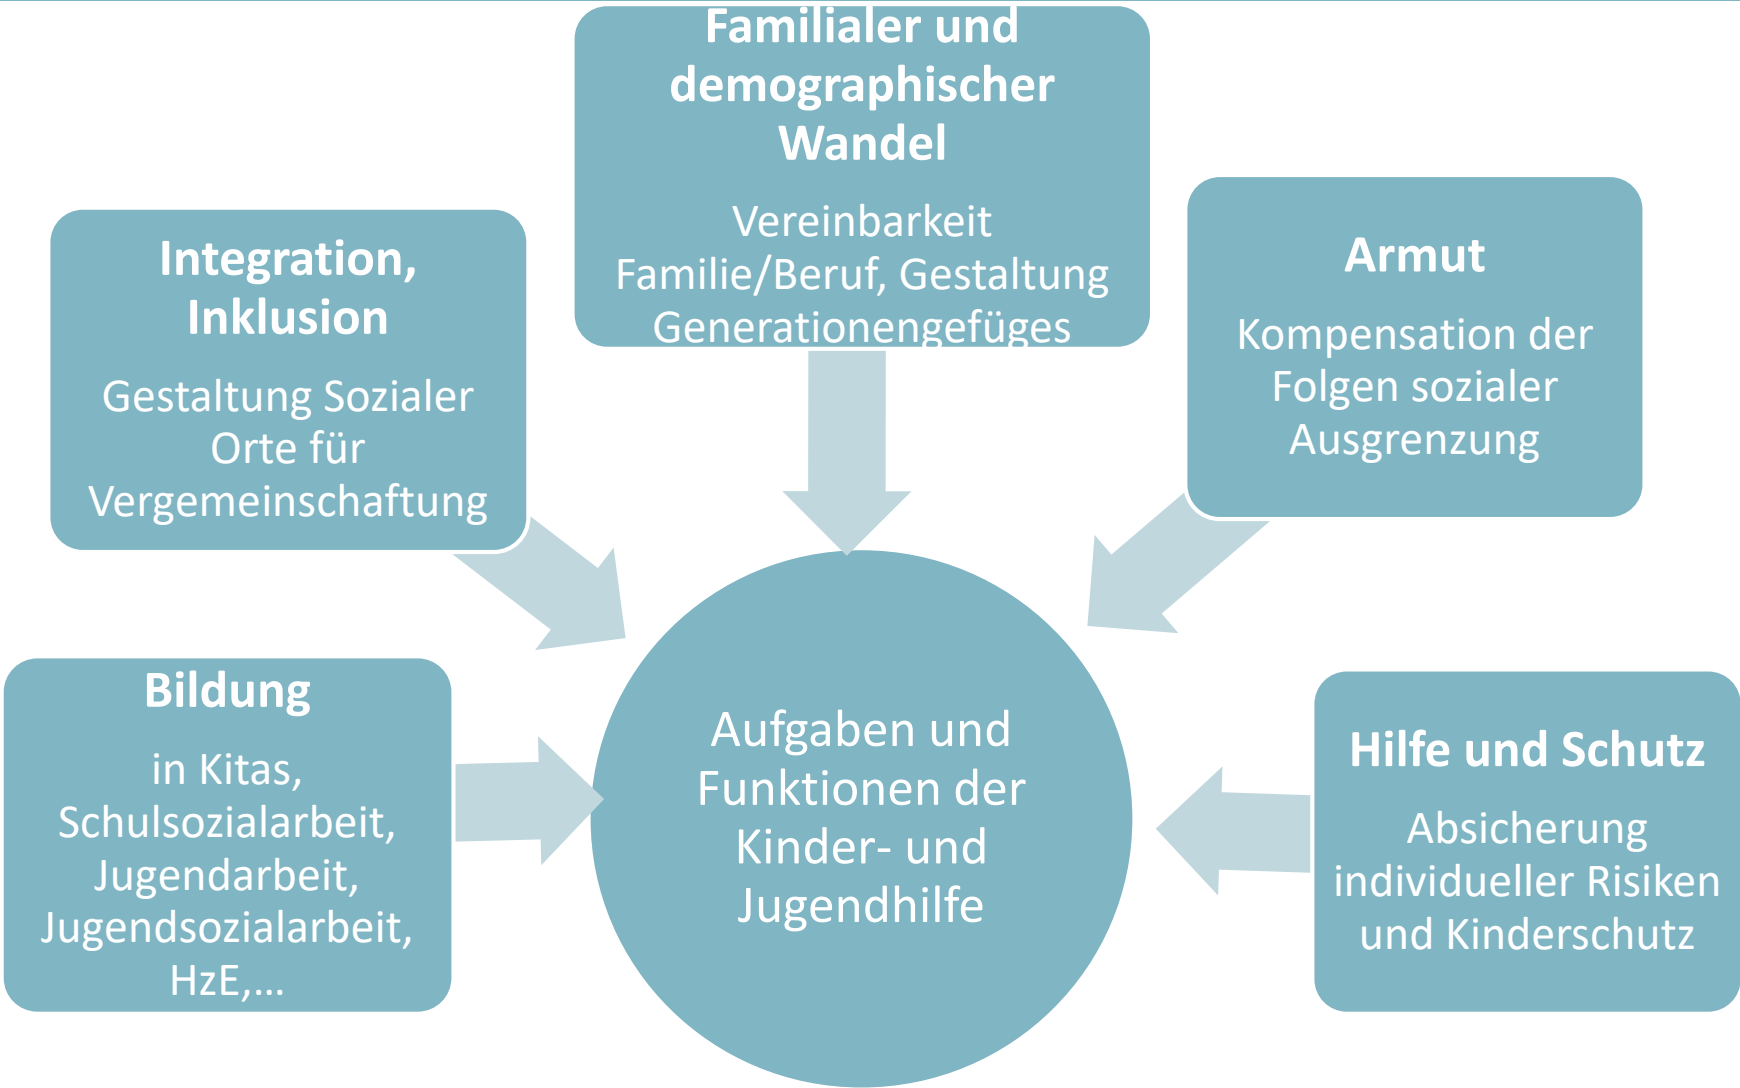 Familialer und
demographischer
Wandel
Vereinbarkeit
Familie/Beruf, Gestaltung
Generationengefüges
Integration,
Inklusion
Gestaltung Sozialer
Orte für
Vergemeinschaftung
Armut
Kompensation der
Folgen sozialer
Ausgrenzung
Bildung
in Kitas,
Schulsozialarbeit,
Jugendarbeit,
Jugendsozialarbeit,
HzE,...
Aufgaben und
Funktionen der
Kinder- und
Jugendhilfe
Hilfe und Schutz
Absicherung
individueller Risiken
und Kinderschutz